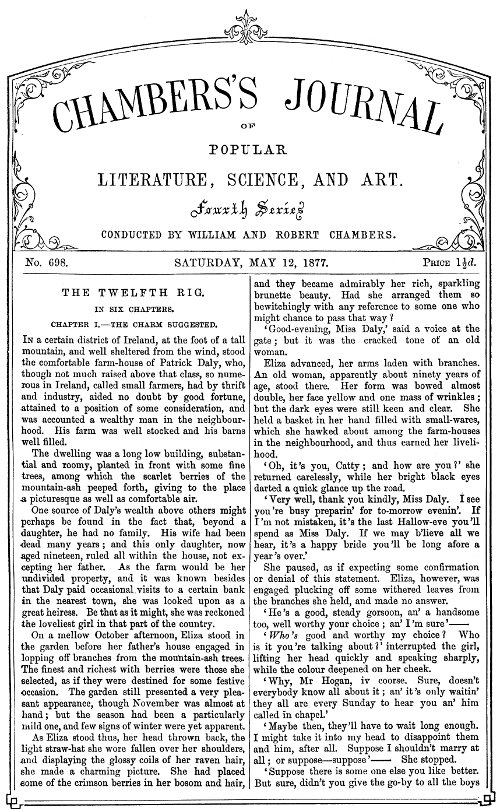 CHAMBERS'S JOURNAL
OF
POPULAR
LITERATURE, SCIENCE, AND ART.
Fourth Series
CONDUCTED BY WILLIAM AND ROBERT CHAMBERS.
No. 698. SATURDAY, MAY 12, 1877. PRICE 1½d.
THE TWELFTH RIG.
IN SIX CHAPTERS.
CHAPTER I.—THE CHARM SUGGESTED.
In a certain district of Ireland, at the foot of a tall
mountain, and well sheltered from the wind, stood
the comfortable farm-house of Patrick Daly, who,
though not much raised above that class, so nume-
rous in Ireland, called small farmers, had by thrift
and industry, aided no doubt by good fortune,
attained to a position of some consideration, and
was accounted a wealthy man in the neighbour-
hood. His farm was well stocked and his barns
well filled.
The dwelling was a long low building, substan-
tial and roomy, planted in front with some fine
trees, among which the scarlet berries of the
mountain-ash peeped forth, giving to the place
a picturesque as well as comfortable air.
One source of Daly's wealth above others might
perhaps be found in the fact that, beyond a
daughter, he had no family. His wife had been
dead many years; and this only daughter, now
aged nineteen, ruled all within the house, not ex-
cepting her father. As the farm would be her
undivided property, and it was known besides
that Daly paid occasional visits to a certain bank
in the nearest town, she was looked upon as a
great heiress. Be that as it might, she was reckoned
the loveliest girl in that part of the country.
On a mellow October afternoon, Eliza stood in
the garden before her father's house engaged in
lopping off branches from the mountain-ash trees.
The finest and richest with berries were those she
selected, as if they were destined for some festive
occasion. The garden still presented a very plea-
sant appearance, though November was almost at
hand; but the season had been a particularly
mild one, and few signs of winter were yet apparent.
As Eliza stood thus, her head thrown back, the
light straw-hat she wore fallen over her shoulders,
and displaying the glossy coils of her raven hair,
she made a charming picture. She had placed
some of the crimson berries in her bosom and hair,
and they became admirably her rich, sparkling
brunette beauty. Had she arranged them so
bewitchingly with any reference to some one who
might chance to pass that way?
'Good-evening, Miss Daly,' said a voice at the
gate; but it was the cracked tone of an old
woman.
Eliza advanced, her arms laden with branches.
An old woman, apparently about ninety years of
age, stood there. Her form was bowed almost
double, her face yellow and one mass of wrinkles;
but the dark eyes were still keen and clear. She
held a basket in her hand filled with small-wares,
which she hawked about among the farm-houses
in the neighbourhood, and thus earned her liveli-
hood.
'Oh, it's you, Catty; and how are you?' she
returned carelessly, while her bright black eyes
darted a quick glance up the road.
'Very well, thank you kindly, Miss Daly. I see
you're busy preparin' for to-morrow evenin'. If
I'm not mistaken, it's the last Hallow-eve you'll
spend as Miss Daly. If we may b'lieve all we
hear, it's a happy bride you'll be long afore a
year's over.'
She paused, as if expecting some confirmation
or denial of this statement. Eliza, however, was
engaged plucking off some withered leaves from
the branches she held, and made no answer.
'He's a good, steady gorsoon, an' a handsome
too, well worthy your choice; an' I'm sure'——
'Who's good and worthy my choice? Who
is it you're talking about?' interrupted the girl,
lifting her head quickly and speaking sharply,
while the colour deepened on her cheek.
'Why, Mr Hogan, iv coorse. Sure, doesn't
everybody know all about it; an' it's only waitin'
they all are every Sunday to hear you an' him
called in chapel.'
'Maybe then, they'll have to wait long enough.
I might take it into my head to disappoint them
and him, after all. Suppose I shouldn't marry at
all; or suppose—suppose'—— She stopped.
'Suppose there is some one else you like better.
But sure, didn't you give the go-by to all the boys